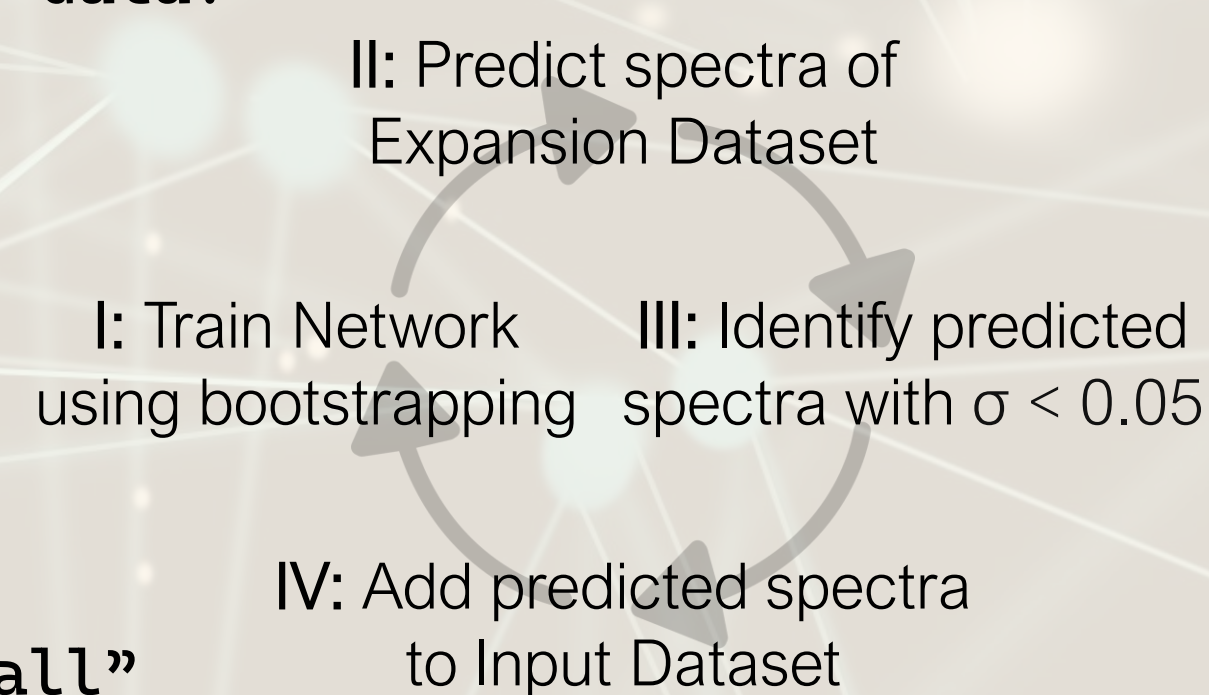 II: Predict spectra of
Expansion Dataset
I: Train Network
using bootstrapping
III: Identify predicted
spectra with σ < 0.05
IV: Add predicted spectra
to Input Dataset
all”